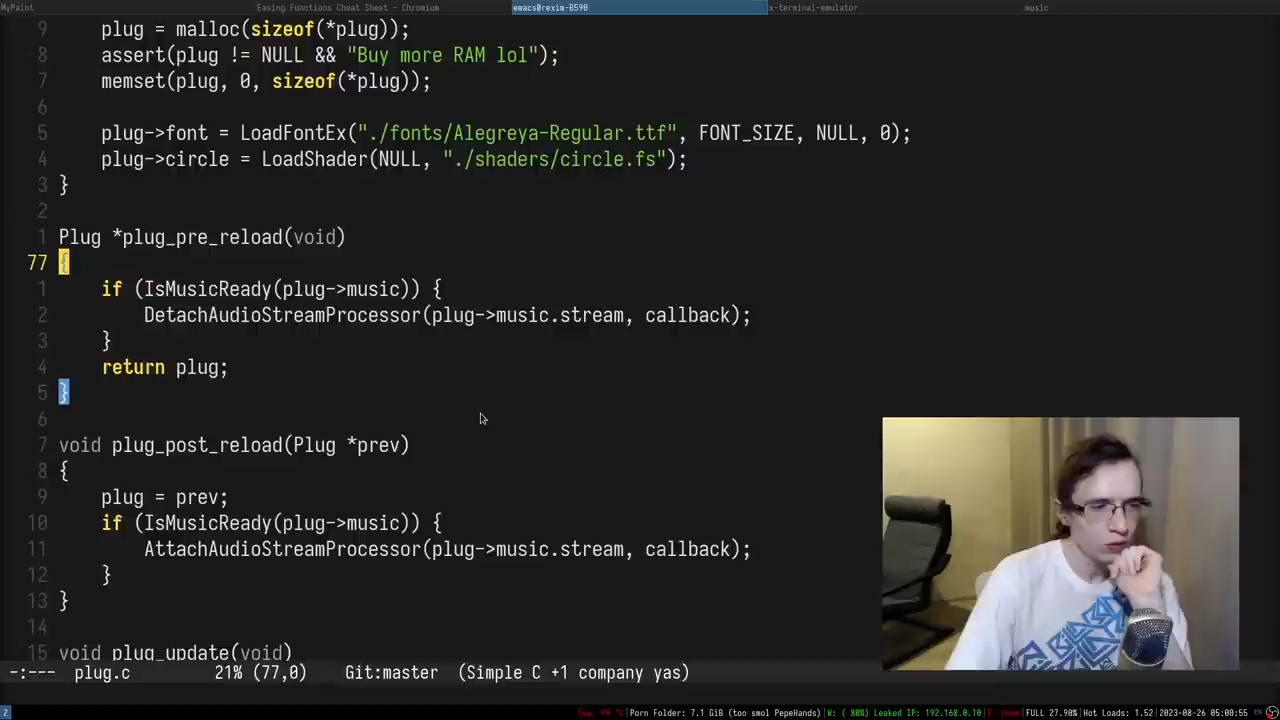 MyPaint Easing Functions Cheat Sheet - Chromium emacs@rexim-B590 x-terminal-emulator music
9 plug = malloc(sizeof(*plug));
8 assert(plug != NULL && "Buy more RAM lol");
7 memset(plug, 0, sizeof(*plug));
6
5 plug->font = LoadFontEx("./fonts/Alegreya-Regular.ttf", FONT_SIZE, NULL, 0);
4 plug->circle = LoadShader(NULL, "./shaders/circle.fs");
3 }
2
1 Plug *plug_pre_reload(void)
77 {
1 if (IsMusicReady(plug->music)) {
2 DetachAudioStreamProcessor(plug->music.stream, callback);
3 }
4 return plug;
5 }
6
7 void plug_post_reload(Plug *prev)
8 {
9 plug = prev;
10 if (IsMusicReady(plug->music)) {
11 AttachAudioStreamProcessor(plug->music.stream, callback);
12 }
13 }
14
15 void plug_update(void)
-:--- plug.c 21% (77,0) Git:master (Simple C +1 company yas)
2 |Porn Folder: 7.1 GiB (too smol PepeHands)|W: ( 80%) Leaked IP: 192.168.0.10|E: |FULL 27.90%|Hot Loads: 1.52|2023-08-26 05:00:55 EN